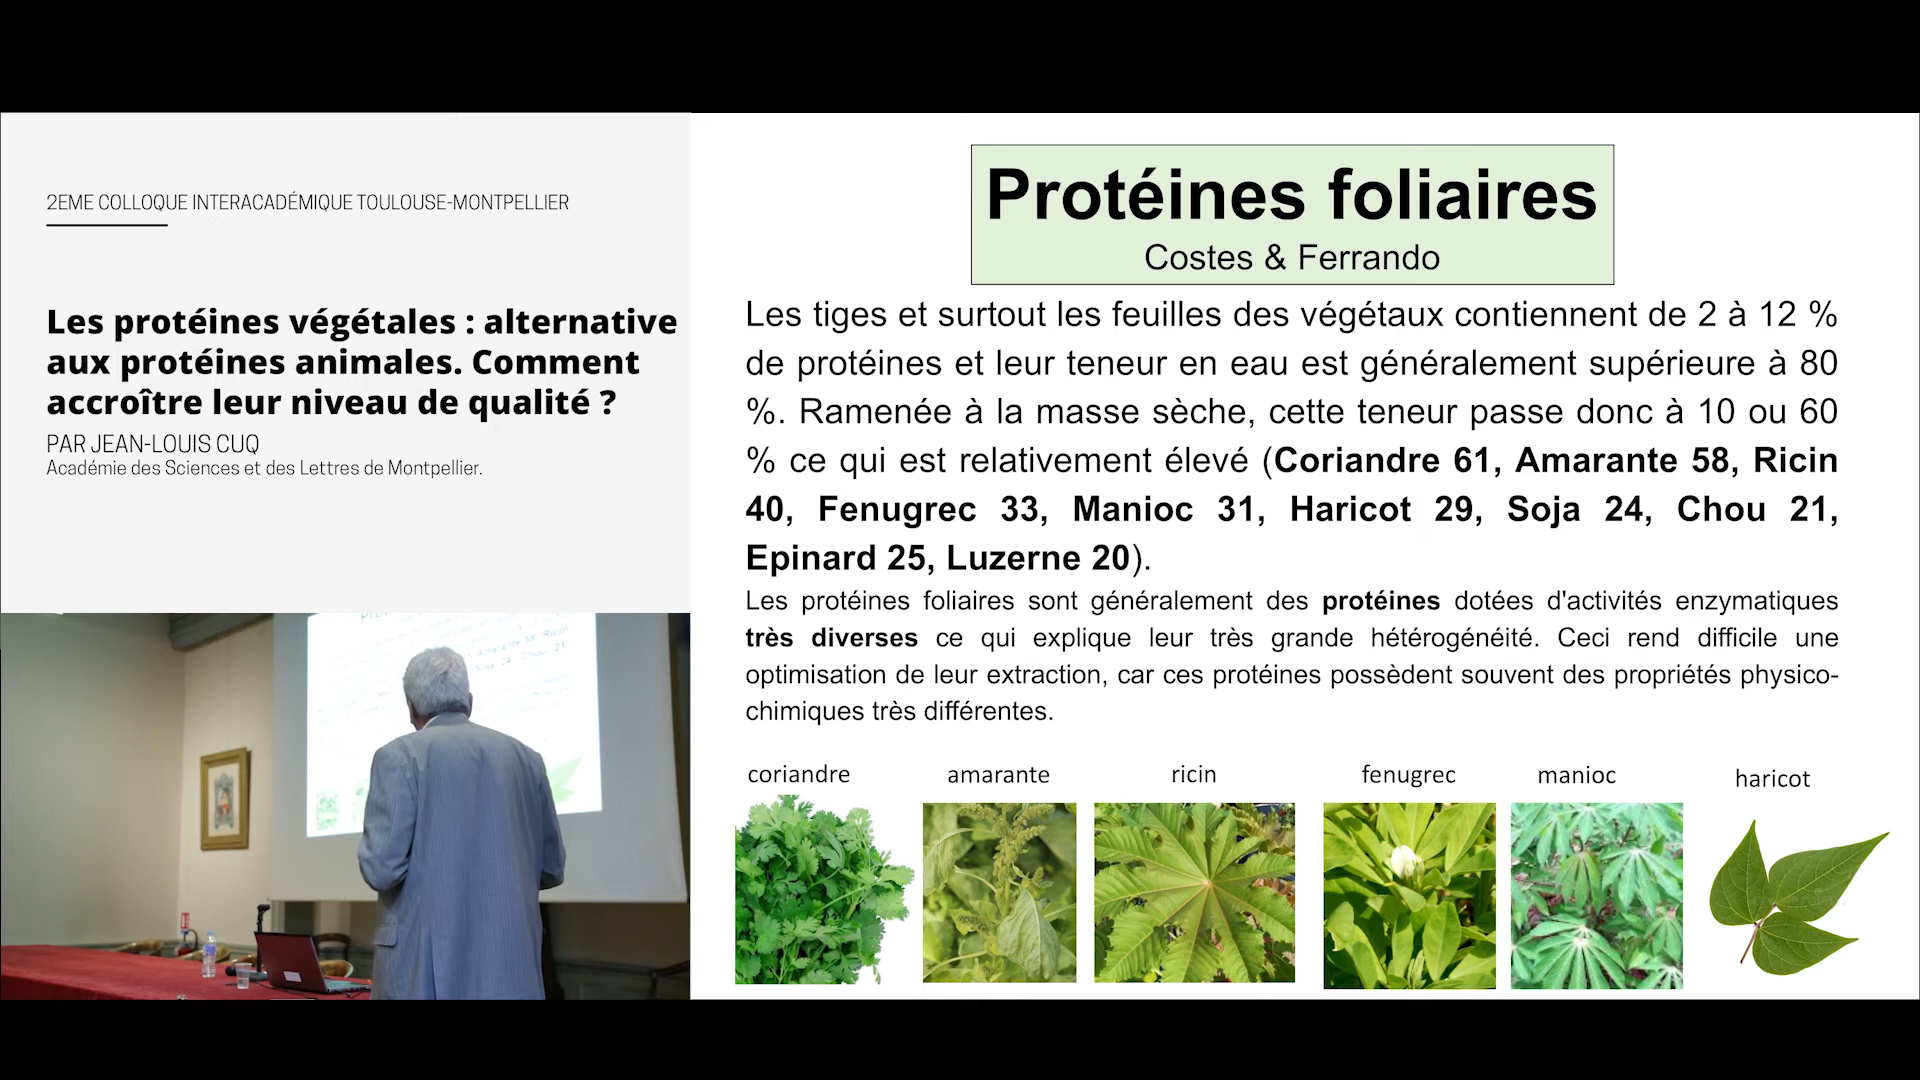 2EME COLLOQUE INTERACADÉMIQUE TOULOUSE-MONTPELLIER
Les protéines végétales : alternative
aux protéines animales. Comment
accroître leur niveau de qualité ?
PAR JEAN-LOUIS CUQ
Académie des Sciences et des Lettres de Montpellier.
Protéines foliaires
Costes & Ferrando
Les tiges et surtout les feuilles des végétaux contiennent de 2 à 12 %
de protéines et leur teneur en eau est généralement supérieure à 80
%. Ramenée à la masse sèche, cette teneur passe donc à 10 ou 60
% ce qui est relativement élevé (Coriandre 61, Amarante 58, Ricin
40, Fenugrec 33, Manioc 31, Haricot 29, Soja 24, Chou 21,
Epinard 25, Luzerne 20).
Les protéines foliaires sont généralement des protéines dotées d'activités enzymatiques
très diverses ce qui explique leur très grande hétérogénéité. Ceci rend difficile une
optimisation de leur extraction, car ces protéines possèdent souvent des propriétés physico-
chimiques très différentes.
coriandre amarante ricin fenugrec manioc haricot
58, Ricin
Soja 24, Chou 21,